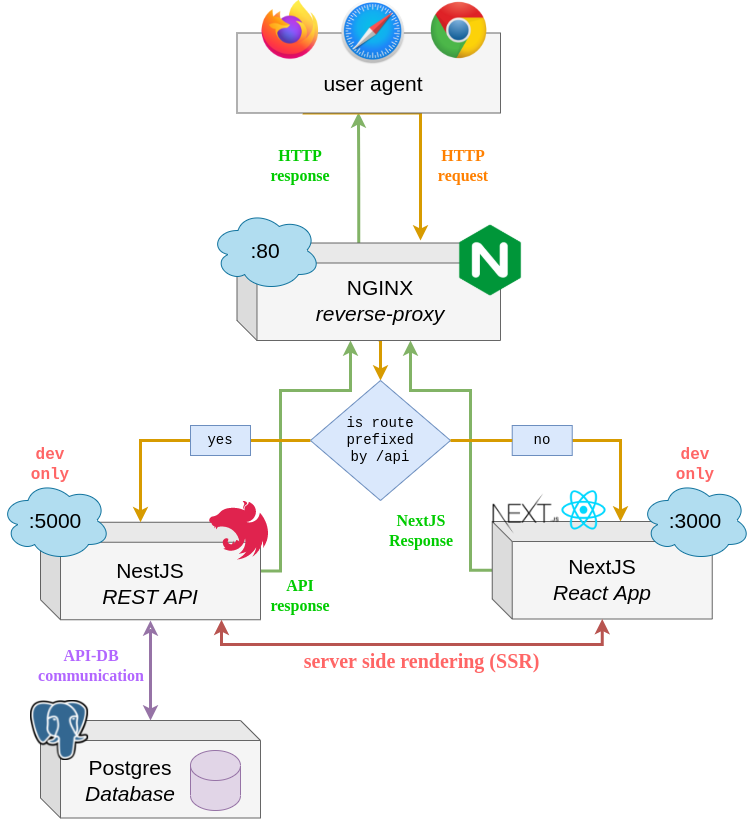 user agent
HTTP
response
HTTP
request
:80
NGINX
reverse-proxy
is route
prefixed
by /api
yes
no
dev
only
dev
only
:5000
:3000
NEXT.JS
NestJS
REST API
NextJS
Response
NextJS
React App
API
response
API-DB
communication
server side rendering (SSR)
Postgres
Database